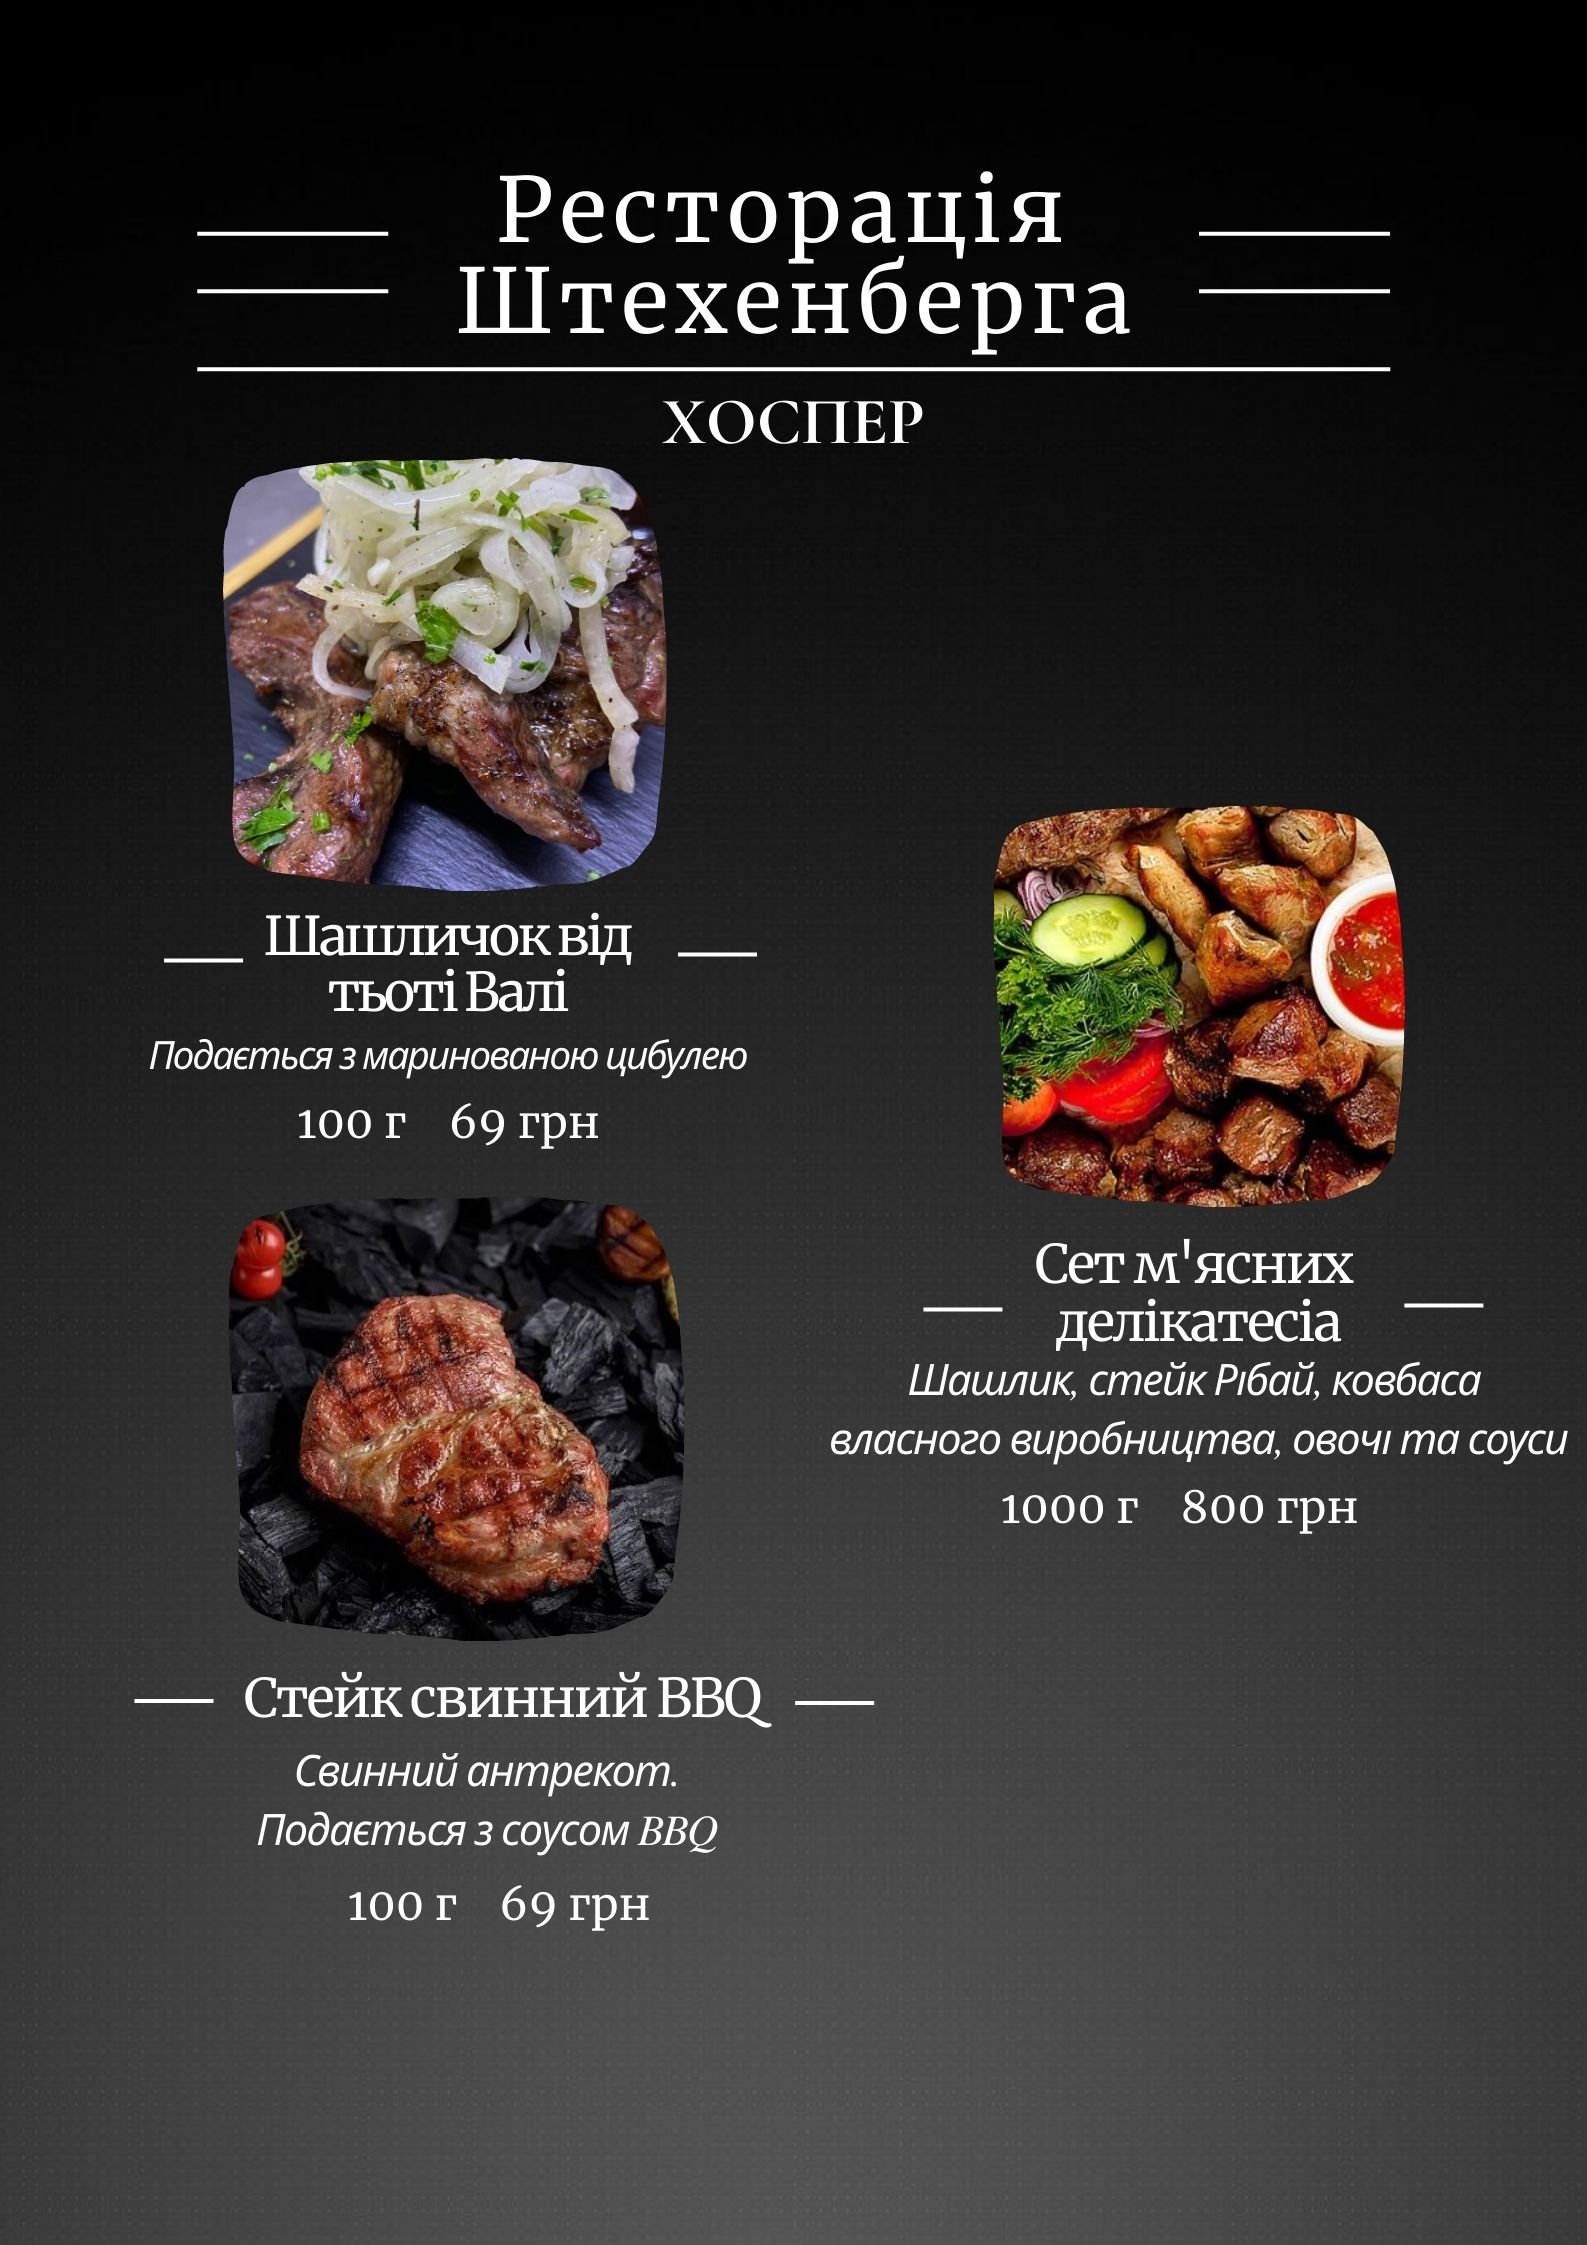 Ресторація
Штехенберга
ХОСПЕР
Шашличок від
тьоті Валі
Подається з маринованою цибулею
100 г 69 грн
Сет м'ясних
делікатесіа
Шашлик, стейк Рібай, ковбаса
власного виробництва, овочі та соуси
1000 г 800 грн
Стейк свинний BBQ
Свинний антрекот.
Подається з соусом BBQ
100 г 69 грн